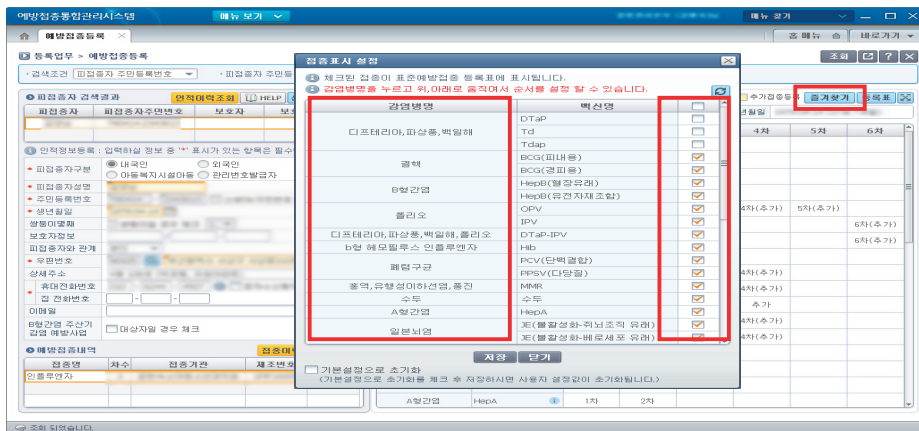 예방접종통합관리시스템
메뉴 보기
메뉴 찾기
예방접종등록
홈 메뉴
바로가기
등록업무 > 예방접종등록
조회
검색조건 피접종자 주민등록번호
피접종자 주민등
피접종자 검색결과
인적이력조회
HELP
피접종자 피접종자주민번호 보호자 보호
인적정보등록 : 입력하실 정보 중 '*' 표시가 있는 항목은 필수
피접종자구분
내국인 외국인
아동복지시설아동 관리번호발급자
피접종자성명
주민등록번호
생년월일
쌍둥이몇째
보호자정보
피접종자와 관계
우편번호
상세주소
휴대전화번호
집 전화번호
이메일
B형간염 주산기
감염 예방사업
대상자일 경우 체크
예방접종내역
접종명 차수 접종기관 제조번호
인플루엔자
접종표시 설정
체크된 접종이 표준예방접종 등록표에 표시됩니다.
감염병명을 누르고 위,아래로 움직여서 순서를 설정 할 수 있습니다.
감염병명 백신명
디프테리아,파상풍,백일해
DTaP
Td
Tdap
결핵
BCG(피내용)
BCG(경피용)
B형간염
HepB(혈장유래)
HepB(유전자재조합)
폴리오
OPV
IPV
디프테리아,파상풍,백일해,폴리오 DTaP-IPV
b형 헤모필루스 인플루엔자 Hib
폐렴구균
PCV(단백결합)
PPSV(다당질)
홍역,유행성이하선염,풍진 MMR
수두 수두
A형간염 HepA
일본뇌염
JE(불활성화-쥐뇌조직 유래)
JE(불활성화-베로세포 유래)
저장 닫기
기본설정으로 초기화
(기본설정으로 초기화를 체크 후 저장하시면 사용자 설정값이 초기화됩니다.)
추가접종등록
즐겨찾기
등록표
년월일
4차 5차 6차
4차(추가) 5차(추가)
6차(추가)
6차(추가)
4차(추가)
4차(추가)
추가
4차(추가)
4차(추가)
A형간염 HepA 1차 2차
조회 되었습니다.